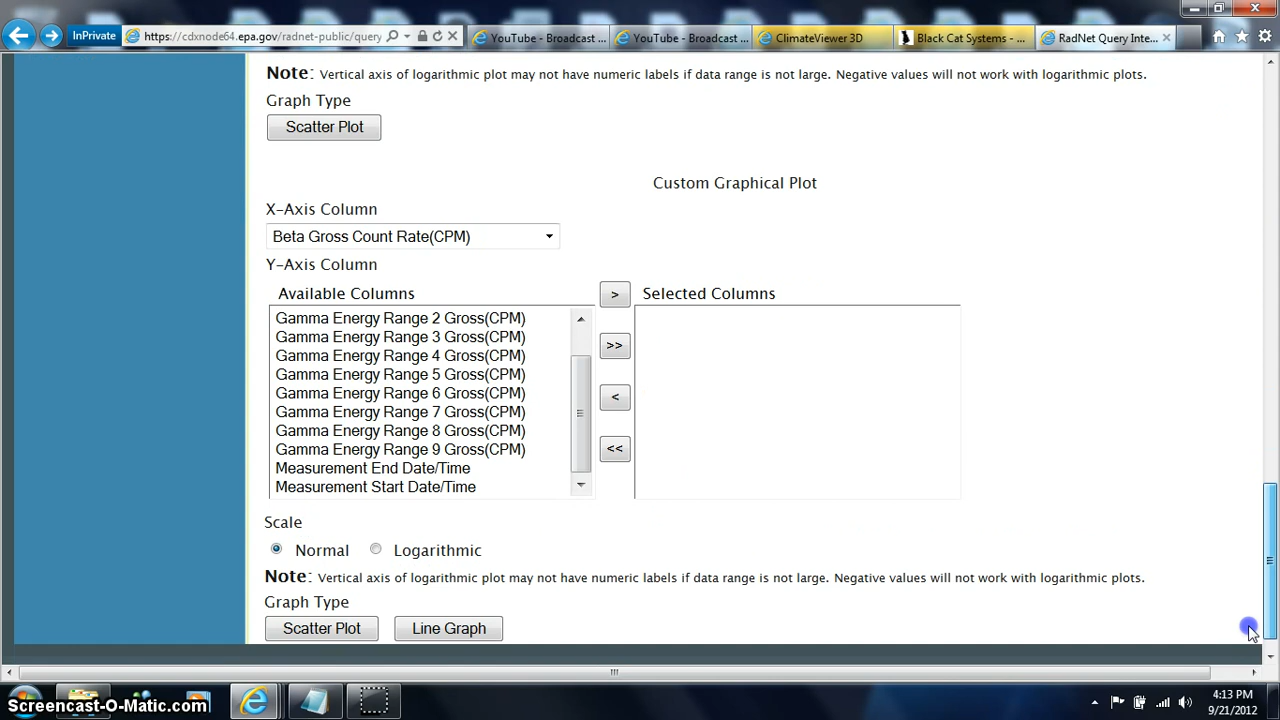 InPrivate
https://cdxnode64.epa.gov/radnet-public/query
YouTube - Broadcast ...
YouTube - Broadcast ...
ClimateViewer 3D
Black Cat Systems - ...
RadNet Query Inte...
Note: Vertical axis of logarithmic plot may not have numeric labels if data range is not large. Negative values will not work with logarithmic plots.
Graph Type
Scatter Plot
Custom Graphical Plot
X-Axis Column
Beta Gross Count Rate(CPM)
Y-Axis Column
Available Columns
>
Selected Columns
Gamma Energy Range 2 Gross(CPM)
Gamma Energy Range 3 Gross(CPM)
>>
Gamma Energy Range 4 Gross(CPM)
Gamma Energy Range 5 Gross(CPM)
Gamma Energy Range 6 Gross(CPM)
<
Gamma Energy Range 7 Gross(CPM)
Gamma Energy Range 8 Gross(CPM)
Gamma Energy Range 9 Gross(CPM)
<<
Measurement End Date/Time
Measurement Start Date/Time
Scale
Normal
Logarithmic
Note: Vertical axis of logarithmic plot may not have numeric labels if data range is not large. Negative values will not work with logarithmic plots.
Graph Type
Scatter Plot
Line Graph
Screencast-O-Matic.com
4:13 PM
9/21/2012